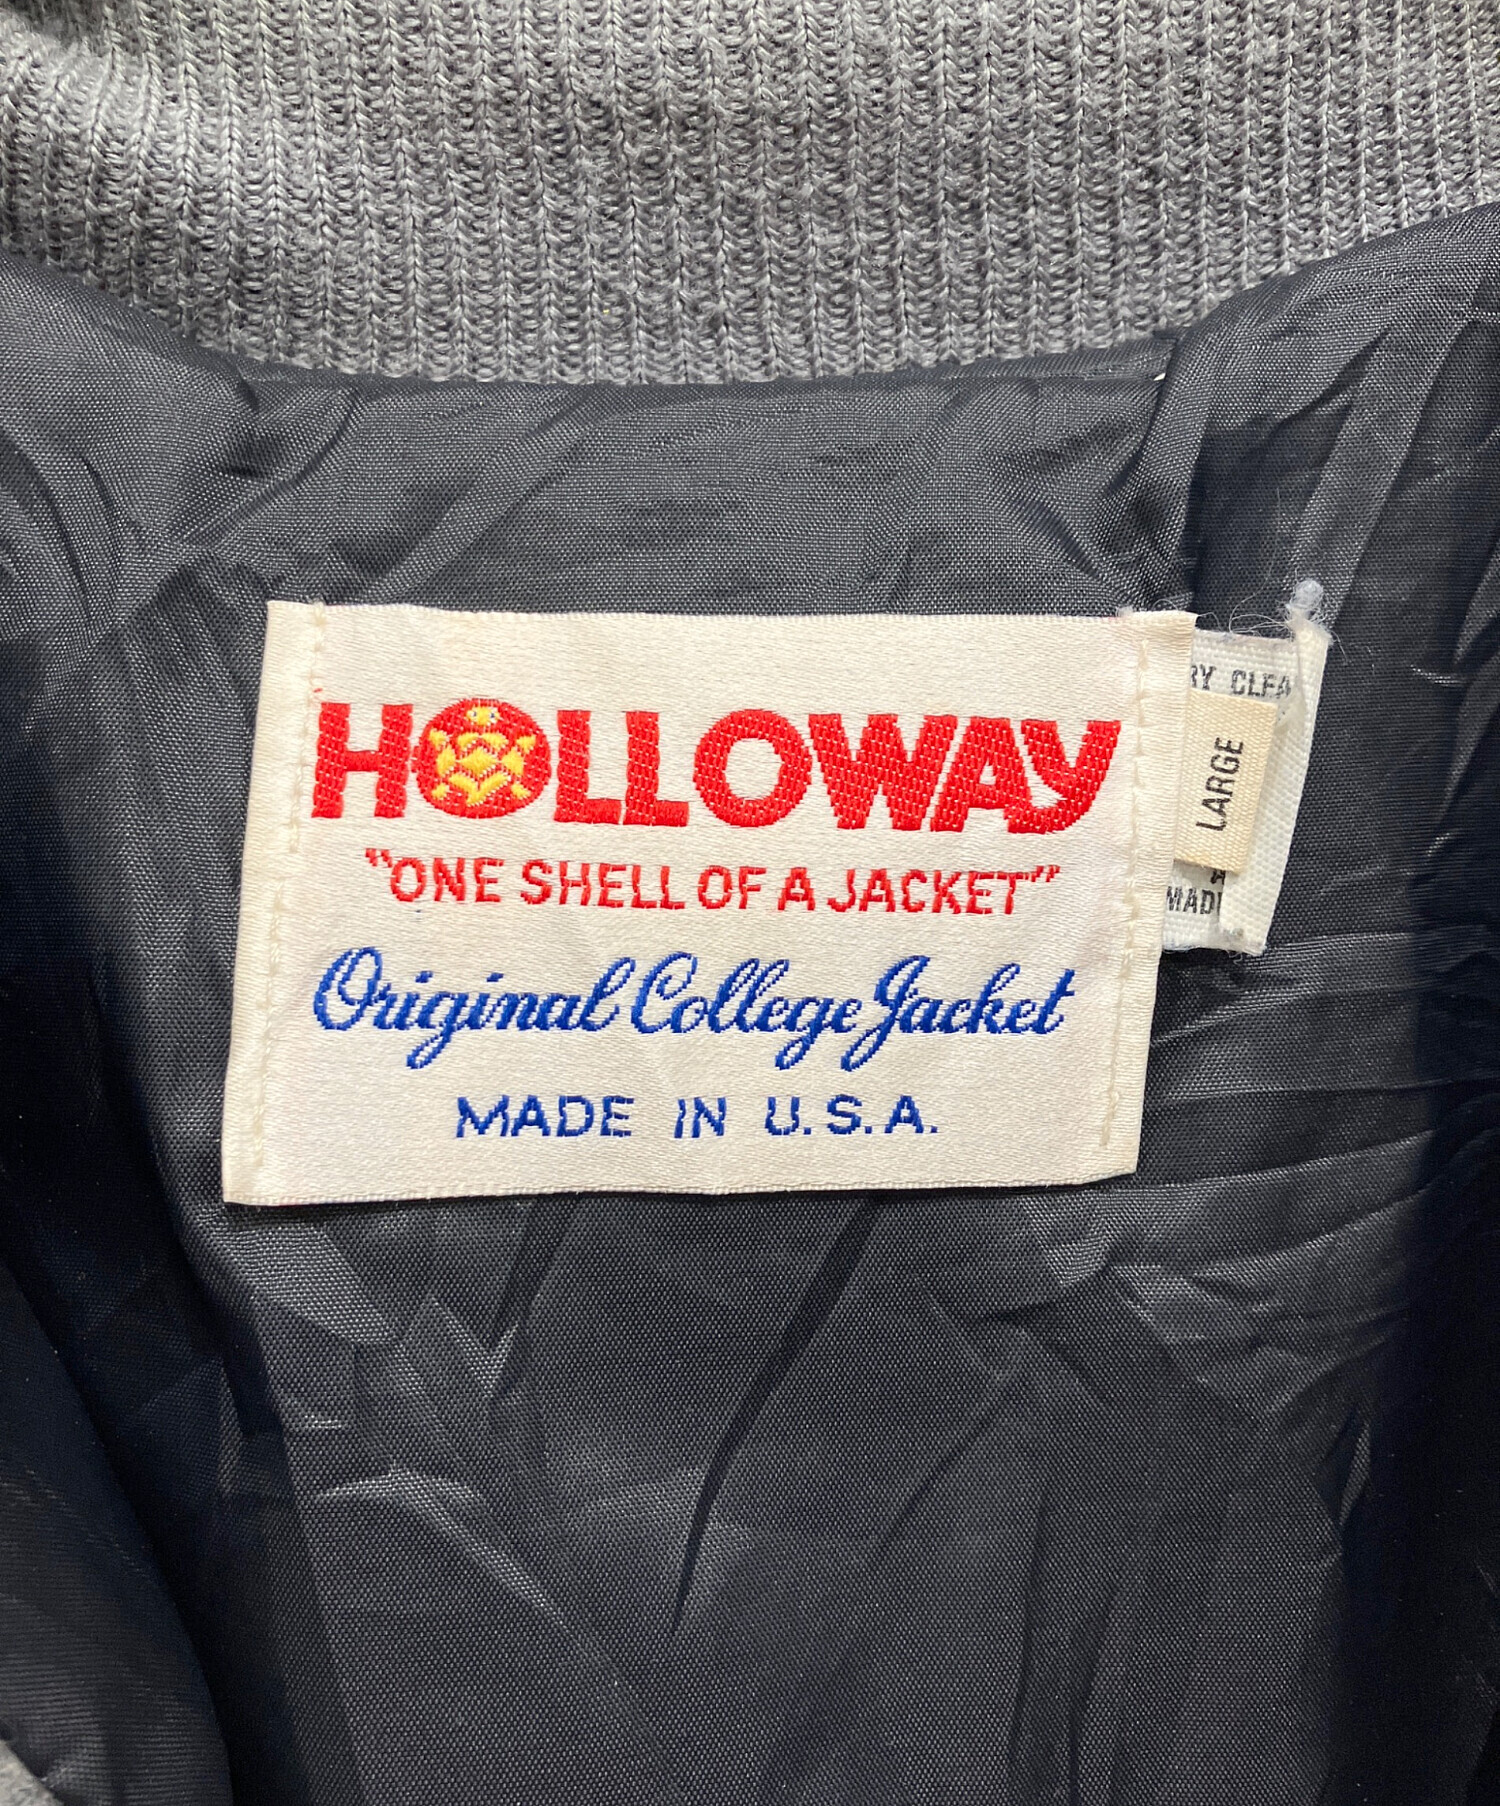 HOLLOWAY
"ONE SHELL OF A JACKET"
Original College Jacket
MADE IN U.S.A.
LARGE